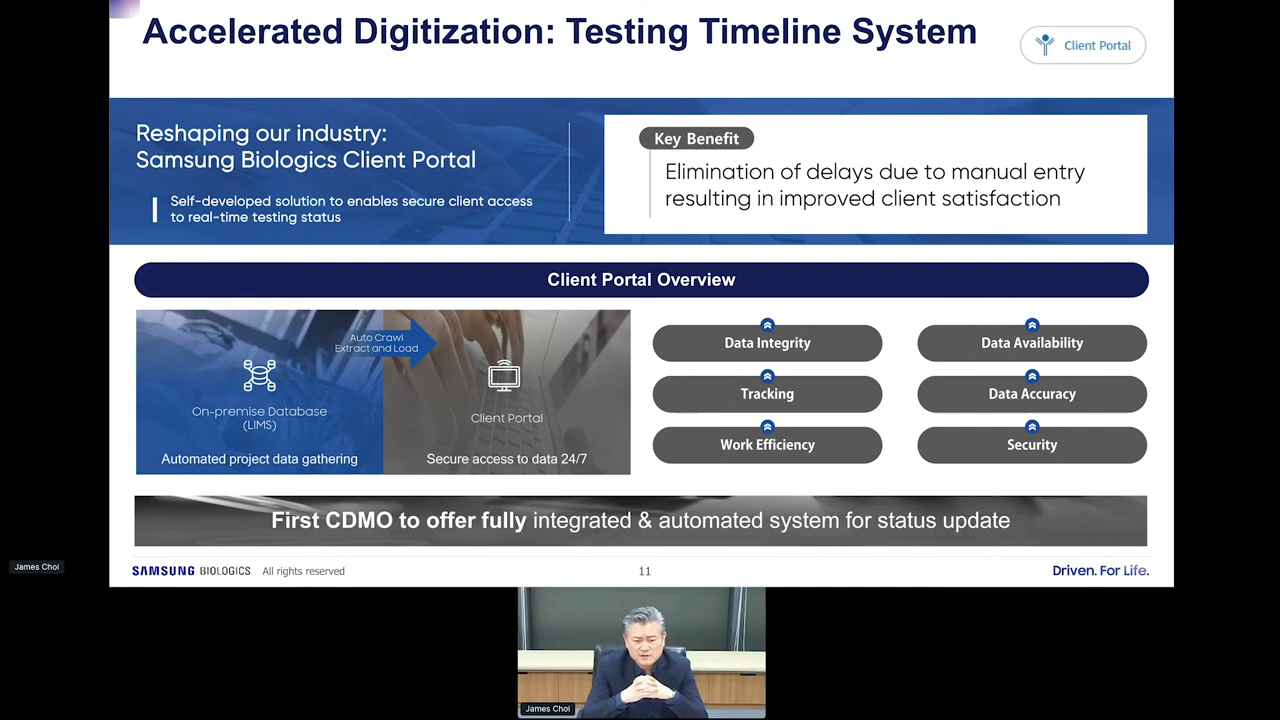 Accelerated Digitization: Testing Timeline System
Client Portal
Reshaping our industry:
Samsung Biologics Client Portal
Self-developed solution to enables secure client access
to real-time testing status
Key Benefit
Elimination of delays due to manual entry
resulting in improved client satisfaction
Client Portal Overview
Auto Crawl
Extract and Load
On-premise Database
(LIMS)
Automated project data gathering
Client Portal
Secure access to data 24/7
Data Integrity
Data Availability
Tracking
Data Accuracy
Work Efficiency
Security
First CDMO to offer fully integrated & automated system for status update
SAMSUNG BIOLOGICS All rights reserved
11
Driven. For Life.
James Choi
James Choi